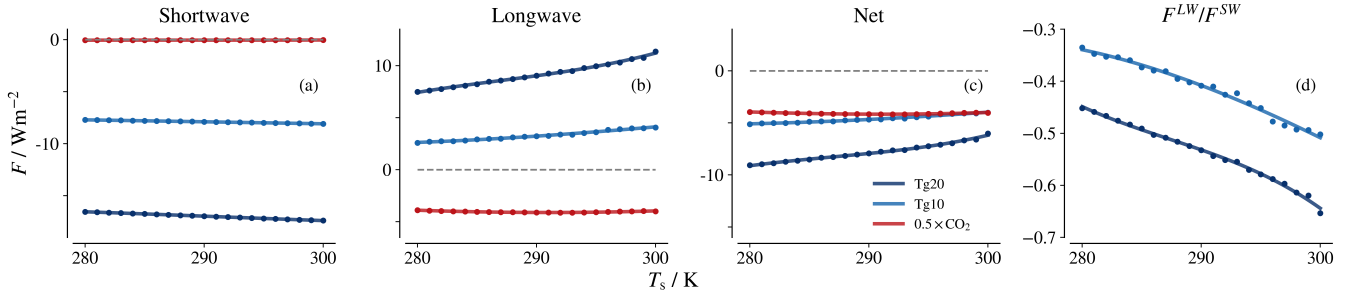 Shortwave
Longwave
Net
F^{LW}/F^{SW}
F / Wm⁻²
0
-10
(a)
280
290
300
10
0
(b)
280
290
300
0
-10
(c)
Tg20
Tg10
0.5×CO₂
280
290
300
−0.3
−0.4
−0.5
−0.6
−0.7
(d)
280
290
300
Tₛ / K